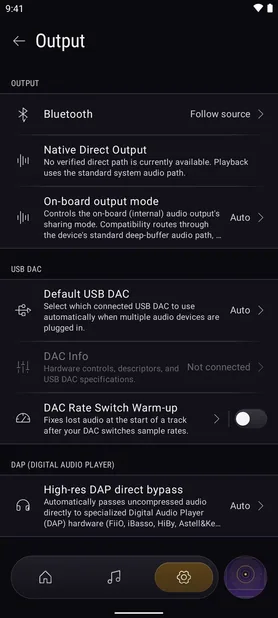 9:41
Output
OUTPUT
Bluetooth
Follow source
Native Direct Output
No verified direct path is currently available. Playback
uses the standard system audio path.
On-board output mode
Controls the on-board (internal) audio output's
sharing mode. Compatibility routes through
the device's standard deep-buffer audio path, ...
Auto
USB DAC
Default USB DAC
Select which connected USB DAC to use
automatically when multiple audio devices are
plugged in.
Auto
DAC Info
Hardware controls, descriptors, and
USB DAC specifications.
Not connected
DAC Rate Switch Warm-up
Fixes lost audio at the start of a track
after your DAC switches sample rates.
DAP (DIGITAL AUDIO PLAYER)
High-res DAP direct bypass
Automatically passes uncompressed audio
directly to specialized Digital Audio Player
(DAP) hardware (FiiO, iBasso, HiBy, Astell&Ke...
Auto